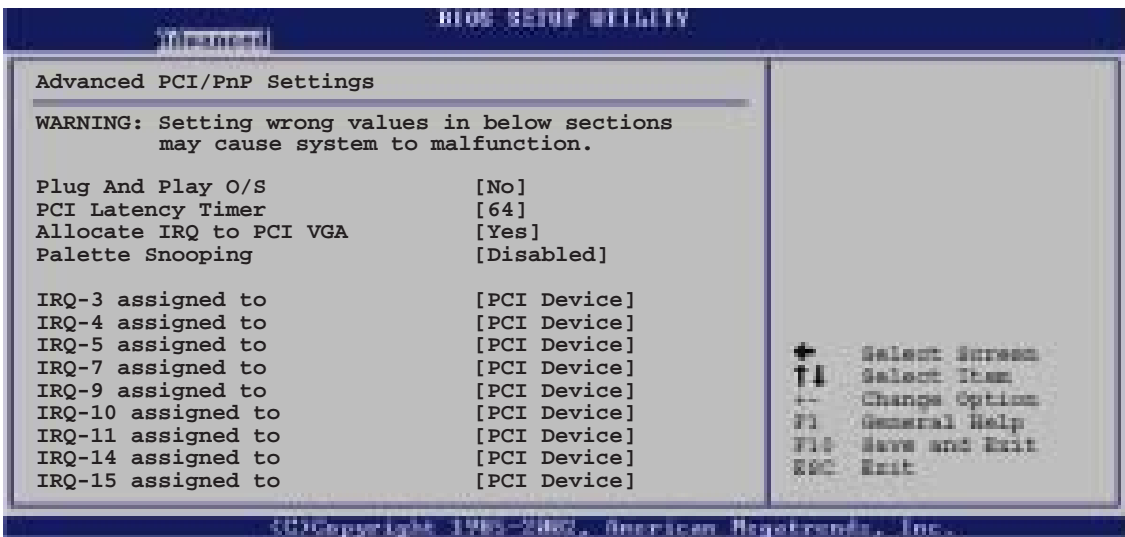 BIOS SETUP UTILITY
Advanced
Advanced PCI/PnP Settings
WARNING: Setting wrong values in below sections
may cause system to malfunction.
Plug And Play O/S [No]
PCI Latency Timer [64]
Allocate IRQ to PCI VGA [Yes]
Palette Snooping [Disabled]
IRQ-3 assigned to [PCI Device]
IRQ-4 assigned to [PCI Device]
IRQ-5 assigned to [PCI Device]
IRQ-7 assigned to [PCI Device]
IRQ-9 assigned to [PCI Device]
IRQ-10 assigned to [PCI Device]
IRQ-11 assigned to [PCI Device]
IRQ-14 assigned to [PCI Device]
IRQ-15 assigned to [PCI Device]
← Select Screen
↑↓ Select Item
+- Change Option
F1 General Help
F10 Save and Exit
ESC Exit
(C)Copyright 1985-2002, American Megatrends, Inc.